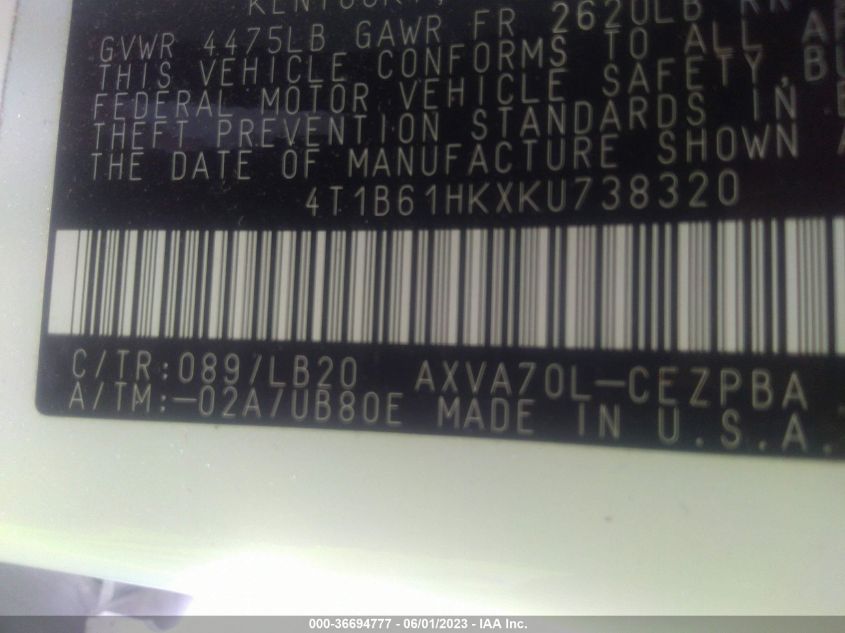 GVWR 4475LB GAWR FR 2620LB
THIS VEHICLE CONFORMS TO ALL
FEDERAL MOTOR VEHICLE SAFETY,
THEFT PREVENTION STANDARDS IN
THE DATE OF MANUFACTURE SHOWN
4T1B61HKXKU738320
C/TR:089/LB20 AXVA70L-CEZPBA
A/TM:-02A/UB80E MADE IN U.S.A.
000-36694777 - 06/01/2023 - IAA Inc.